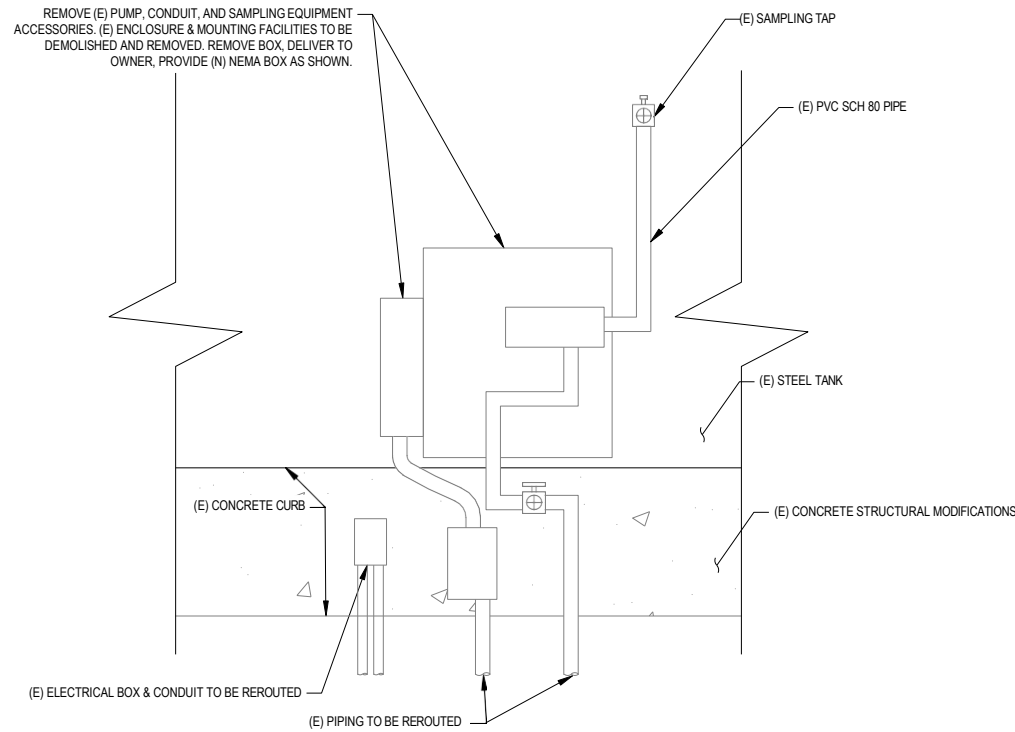 REMOVE (E) PUMP, CONDUIT, AND SAMPLING EQUIPMENT
ACCESSORIES. (E) ENCLOSURE & MOUNTING FACILITIES TO BE
DEMOLISHED AND REMOVED. REMOVE BOX, DELIVER TO
OWNER, PROVIDE (N) NEMA BOX AS SHOWN.
(E) SAMPLING TAP
(E) PVC SCH 80 PIPE
(E) STEEL TANK
(E) CONCRETE CURB
(E) CONCRETE STRUCTURAL MODIFICATIONS
(E) ELECTRICAL BOX & CONDUIT TO BE REROUTED
(E) PIPING TO BE REROUTED